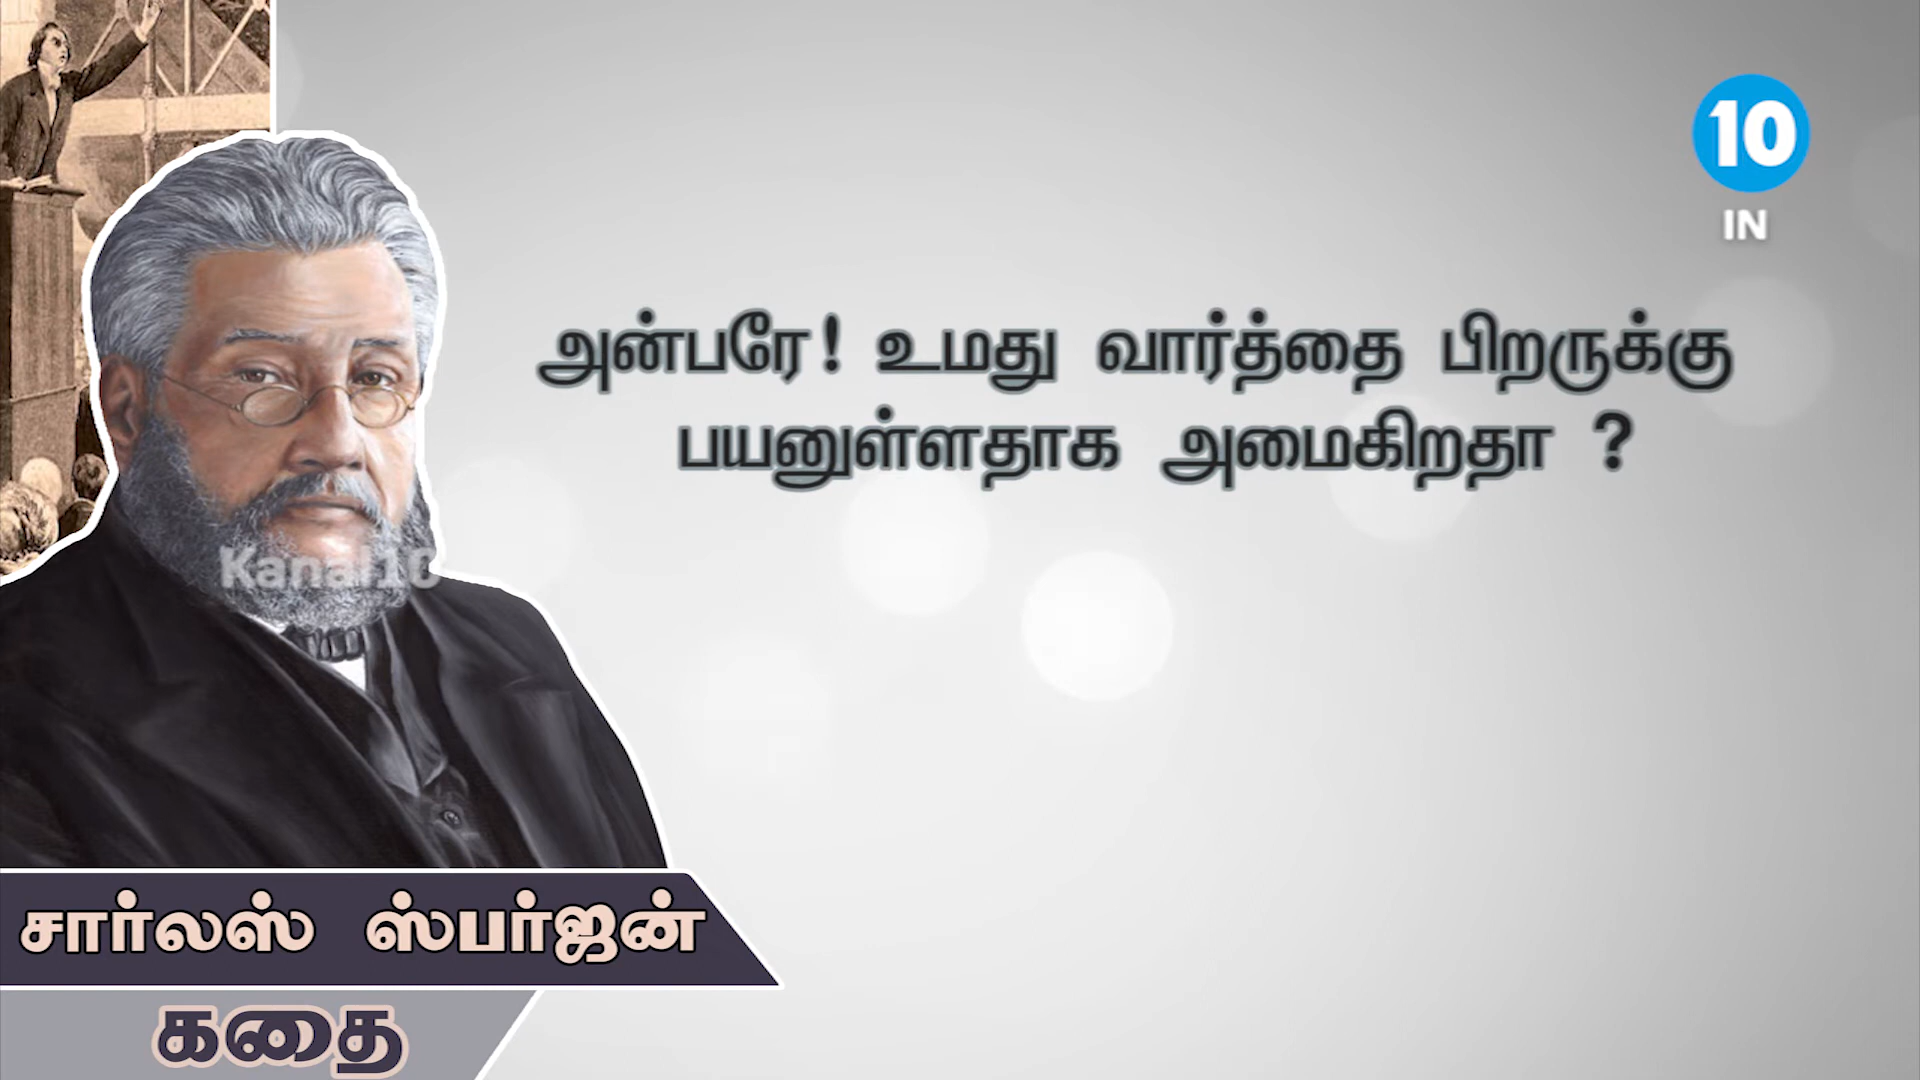 10
IN
அன்பரே! உமது வார்த்தை பிறருக்கு
பயனுள்ளதாக அமைகிறதா ?
Kanal10
சார்லஸ் ஸ்பர்ஜன்
கதை